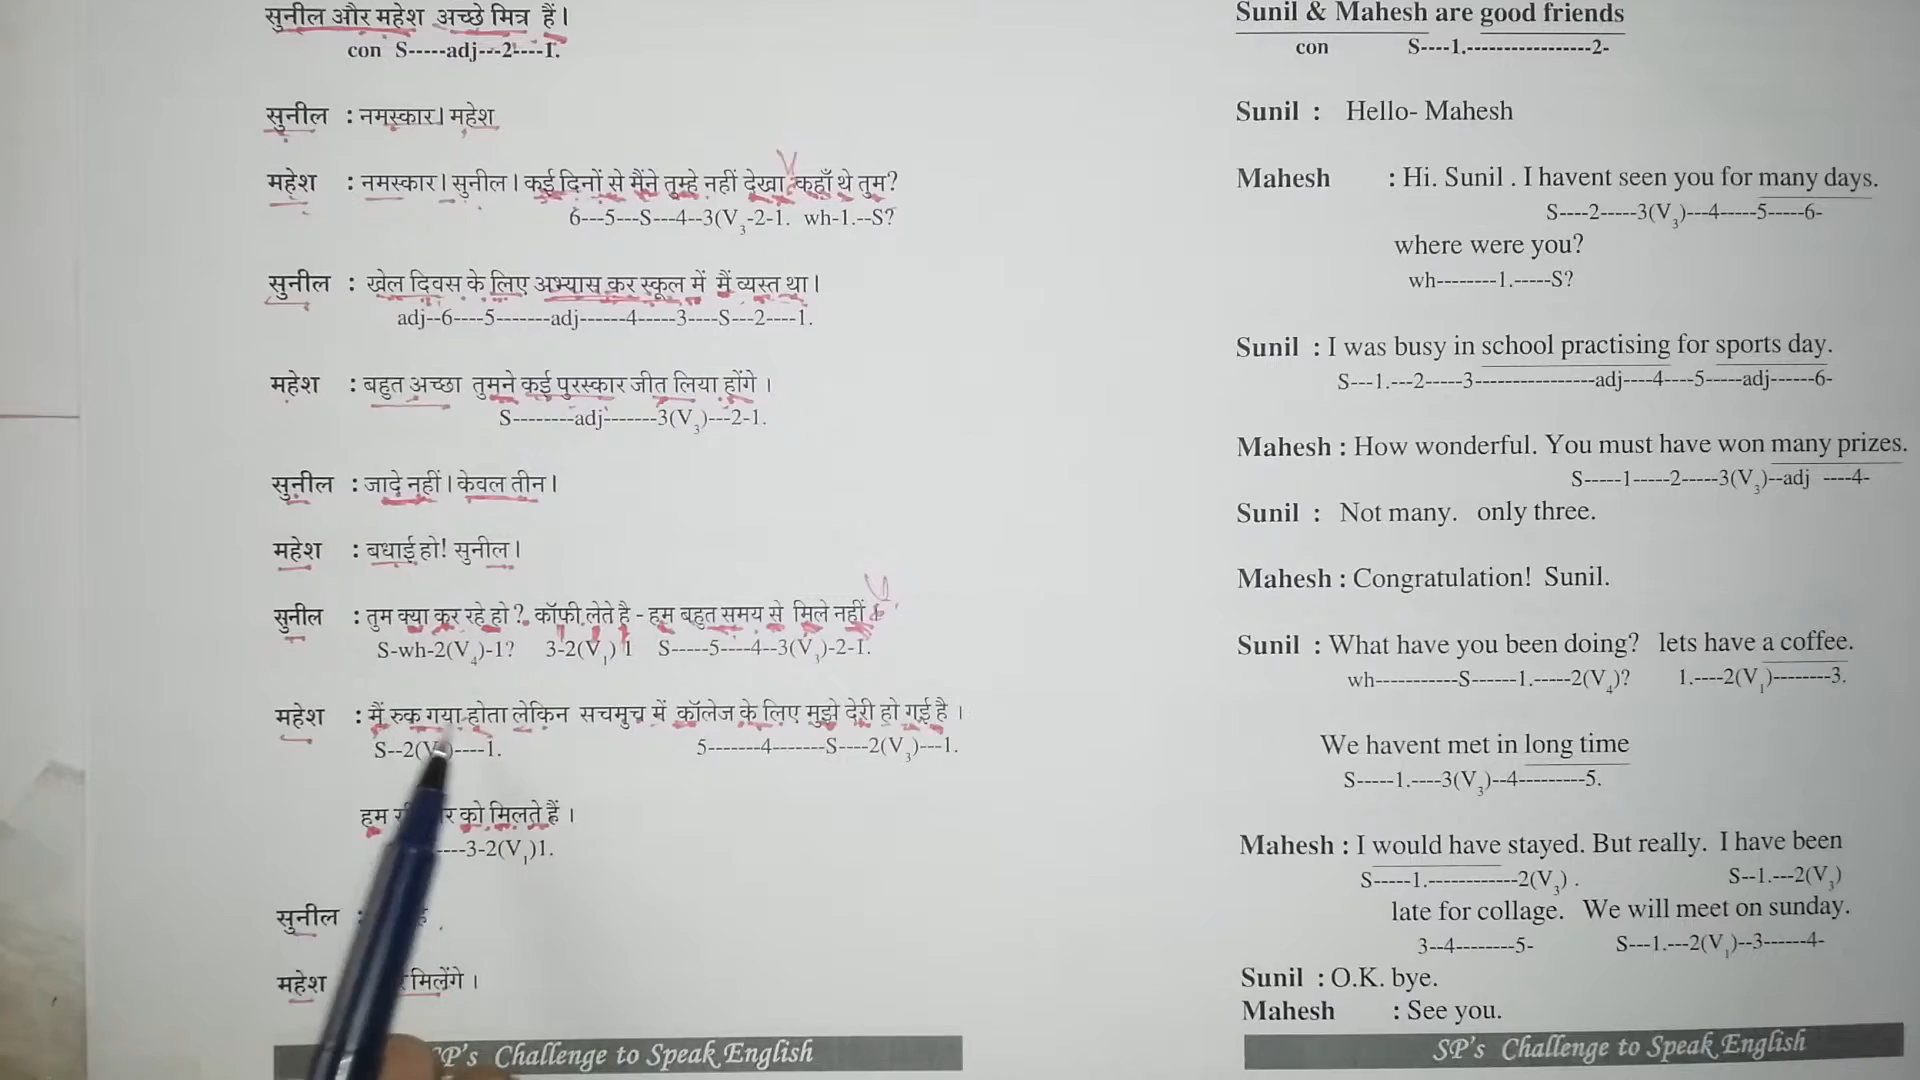 सुनील और महेश अच्छे मित्र हैं।
con S-----adj---2----1.
सुनील : नमस्कार। महेश
महेश : नमस्कार। सुनील। कई दिनों से मैंने तुम्हे नहीं देखा कहाँ थे तुम?
6---5---S---4--3(V3-2-1. wh-1.--S?
सुनील : खेल दिवस के लिए अभ्यास कर स्कूल में मैं व्यस्त था।
adj--6----5-------adj------4-----3----S---2----1.
महेश : बहुत अच्छा तुमने कई पुरस्कार जीत लिया होंगे।
S--------adj-------3(V3)---2-1.
सुनील : जादे नहीं। केवल तीन।
महेश : बधाई हो! सुनील।
सुनील : तुम क्या कर रहे हो? कॉफी लेते है - हम बहुत समय से मिले नहीं
S-wh-2(V4)-1? 3-2(V1) 1 S-----5----4--3(V3)-2-1.
महेश : मैं रुक गया होता लेकिन सचमुच में कॉलेज के लिए मुझे देरी हो गई है।
S--2(V )----1. 5-------4-------S----2(V3)---1.
हम को मिलते हैं।
----3-2(V1)1.
सुनील :
महेश मिलेंगे।
SP's Challenge to Speak English
Sunil & Mahesh are good friends
con S----1.-----------------2-
Sunil : Hello- Mahesh
Mahesh : Hi. Sunil . I havent seen you for many days.
S----2-----3(V3)---4-----5----6-
where were you?
wh--------1.-----S?
Sunil : I was busy in school practising for sports day.
S---1.---2-----3----------------adj----4----5-----adj------6-
Mahesh : How wonderful. You must have won many prizes.
S-----1-----2-----3(V3)--adj ----4-
Sunil : Not many. only three.
Mahesh : Congratulation! Sunil.
Sunil : What have you been doing? lets have a coffee.
wh-----------S------1.-----2(V4)? 1.----2(V1)--------3.
We havent met in long time
S-----1.----3(V3)--4---------5.
Mahesh : I would have stayed. But really. I have been
S-----1.------------2(V3) . S--1.---2(V3)
late for collage. We will meet on sunday.
3--4--------5- S---1.---2(V1)--3------4-
Sunil : O.K. bye.
Mahesh : See you.
SP's Challenge to Speak English